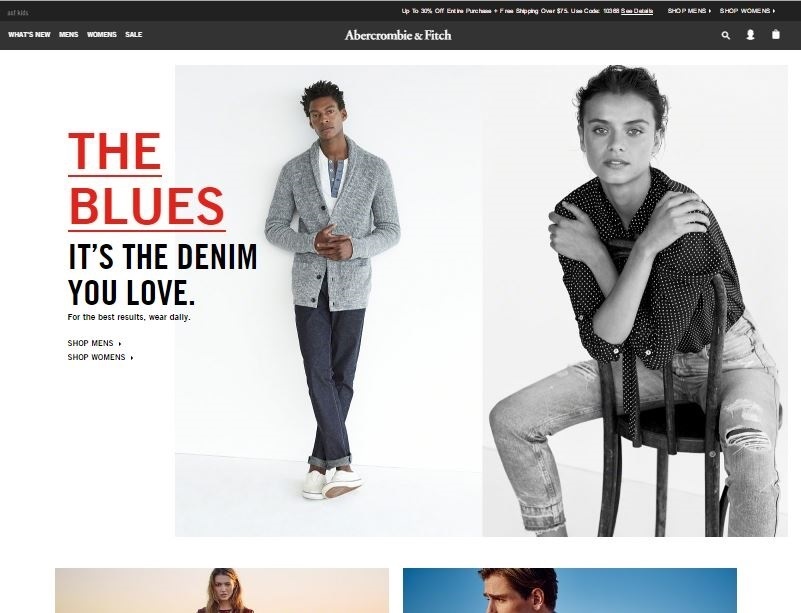 a&f kids
Up To 30% Off Entire Purchase + Free Shipping Over $75. Use Code: 10368 See Details
SHOP MENS
SHOP WOMENS
WHAT'S NEW
MENS
WOMENS
SALE
Abercrombie & Fitch
THE
BLUES
IT'S THE DENIM
YOU LOVE.
For the best results, wear daily.
SHOP MENS
SHOP WOMENS